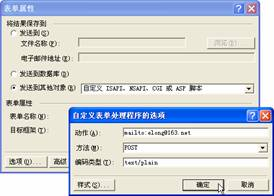 表单属性
将结果保存到
发送到(S)
文件名称(M):
浏览(B)...
电子邮件地址(E):
发送到数据库(B)
发送到其他对象(B)
自定义 ISAPI、NSAPI、CGI 或 ASP 脚本
表单属性
表单名称(M):
目标框架(T):
选项(O)...
高级
自定义表单处理程序的选项
动作(A):
mailto:elong@163.net
方法(M):
POST
编码类型(E):
text/plain
样式(S)...
确定
取消